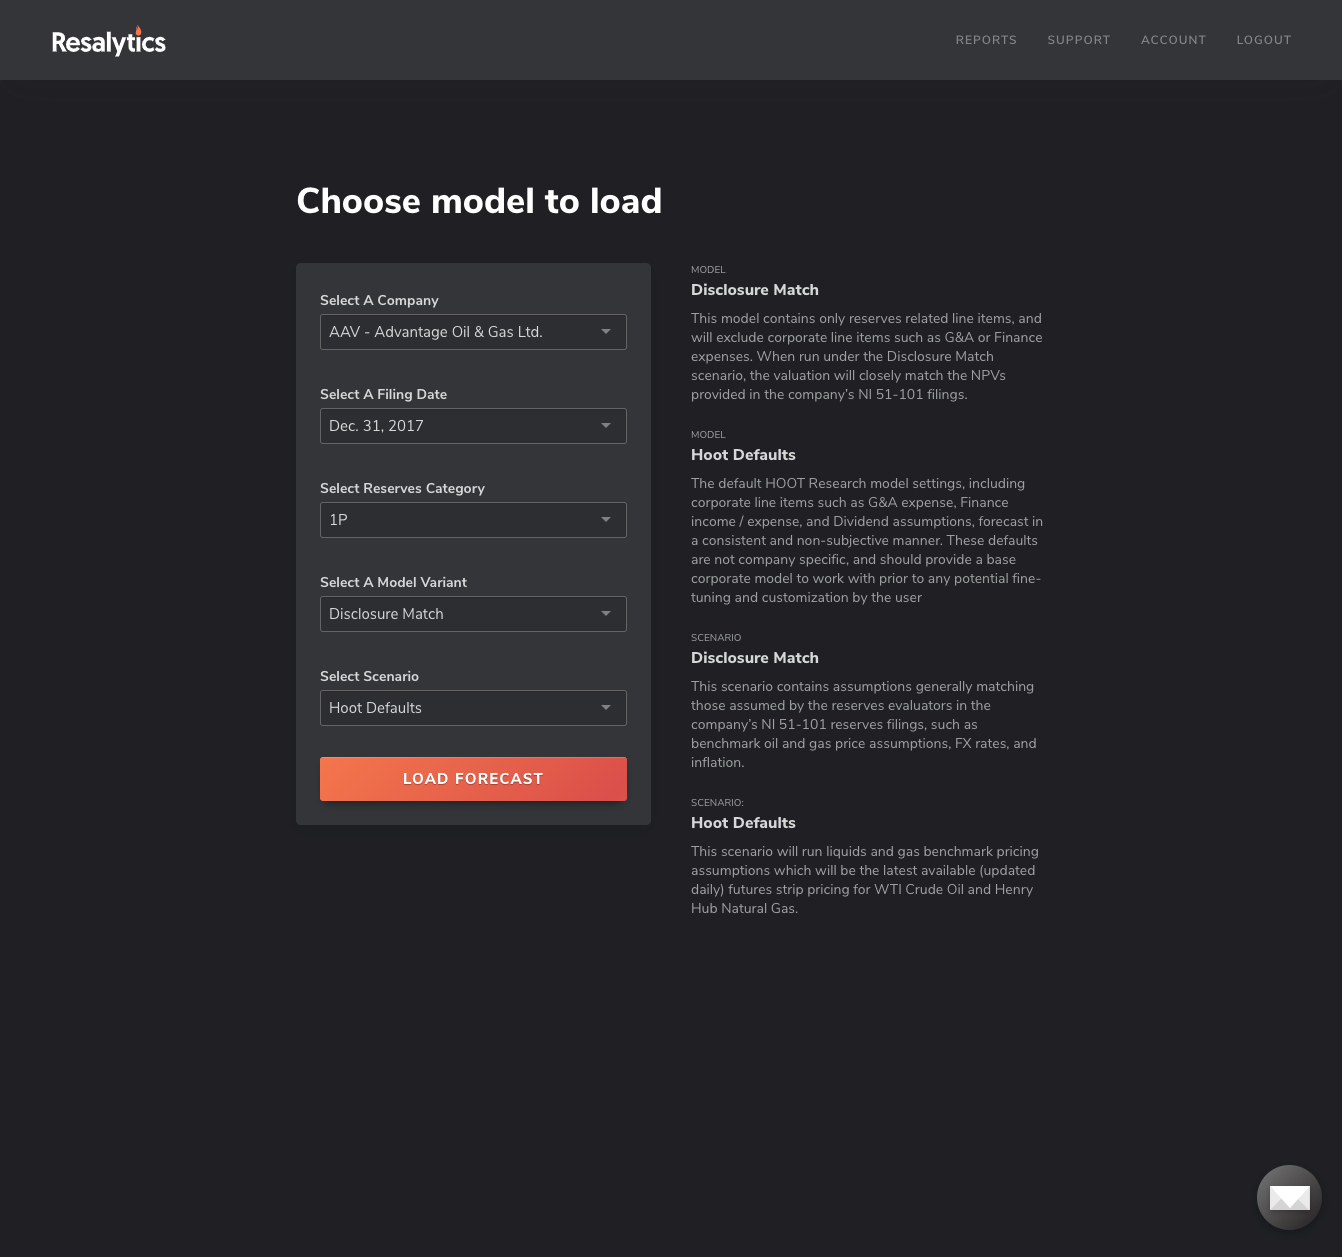 Resalytics
REPORTS
SUPPORT
ACCOUNT
LOGOUT
Choose model to load
Select A Company
AAV - Advantage Oil & Gas Ltd.
Select A Filing Date
Dec. 31, 2017
Select Reserves Category
1P
Select A Model Variant
Disclosure Match
Select Scenario
Hoot Defaults
LOAD FORECAST
MODEL
Disclosure Match
This model contains only reserves related line items, and
will exclude corporate line items such as G&A or Finance
expenses. When run under the Disclosure Match
scenario, the valuation will closely match the NPVs
provided in the company’s NI 51-101 filings.
MODEL
Hoot Defaults
The default HOOT Research model settings, including
corporate line items such as G&A expense, Finance
income / expense, and Dividend assumptions, forecast in
a consistent and non-subjective manner. These defaults
are not company specific, and should provide a base
corporate model to work with prior to any potential fine-
tuning and customization by the user
SCENARIO
Disclosure Match
This scenario contains assumptions generally matching
those assumed by the reserves evaluators in the
company’s NI 51-101 reserves filings, such as
benchmark oil and gas price assumptions, FX rates, and
inflation.
SCENARIO:
Hoot Defaults
This scenario will run liquids and gas benchmark pricing
assumptions which will be the latest available (updated
daily) futures strip pricing for WTI Crude Oil and Henry
Hub Natural Gas.